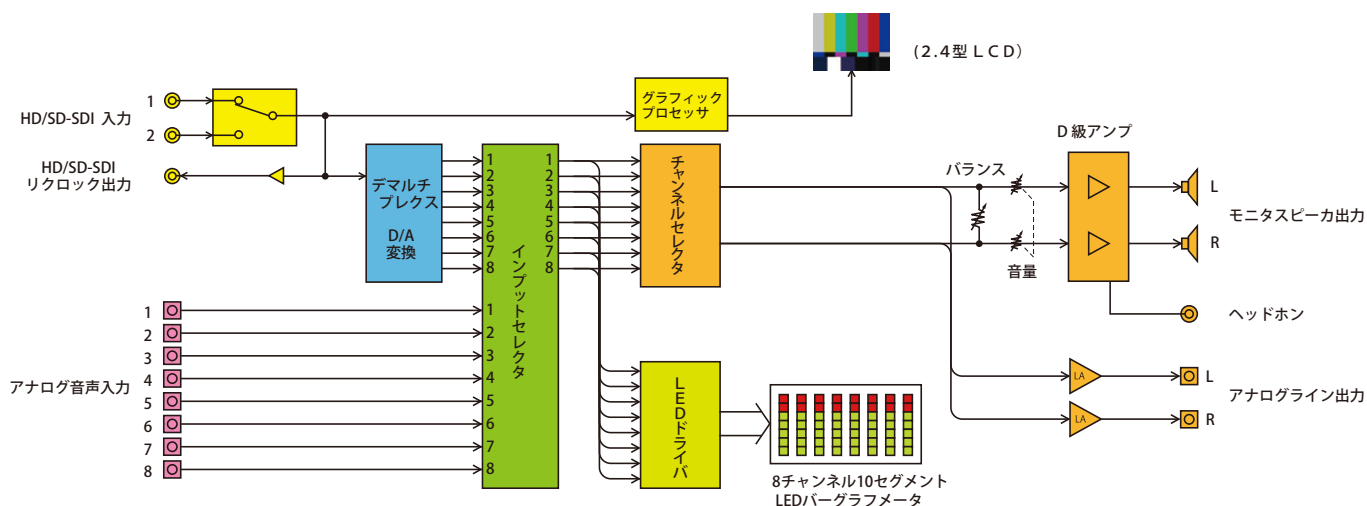 (2.4型ＬＣＤ)
1
HD/SD-SDI 入力
2
グラフィック
プロセッサ
HD/SD-SDI
リクロック出力
デマルチ
プレクス
D/A
変換
1
2
3
4
5
6
7
8
1
2
3
4
5
6
7
8
インプットセレクタ
1
2
3
4
5
6
7
8
チャンネルセレクタ
バランス
音量
D 級アンプ
L
モニタスピーカ出力
R
ヘッドホン
アナログ音声入力
1
2
3
4
5
6
7
8
LEDドライバ
8チャンネル10セグメント
LEDバーグラフメータ
LA
L
アナログライン出力
LA
R